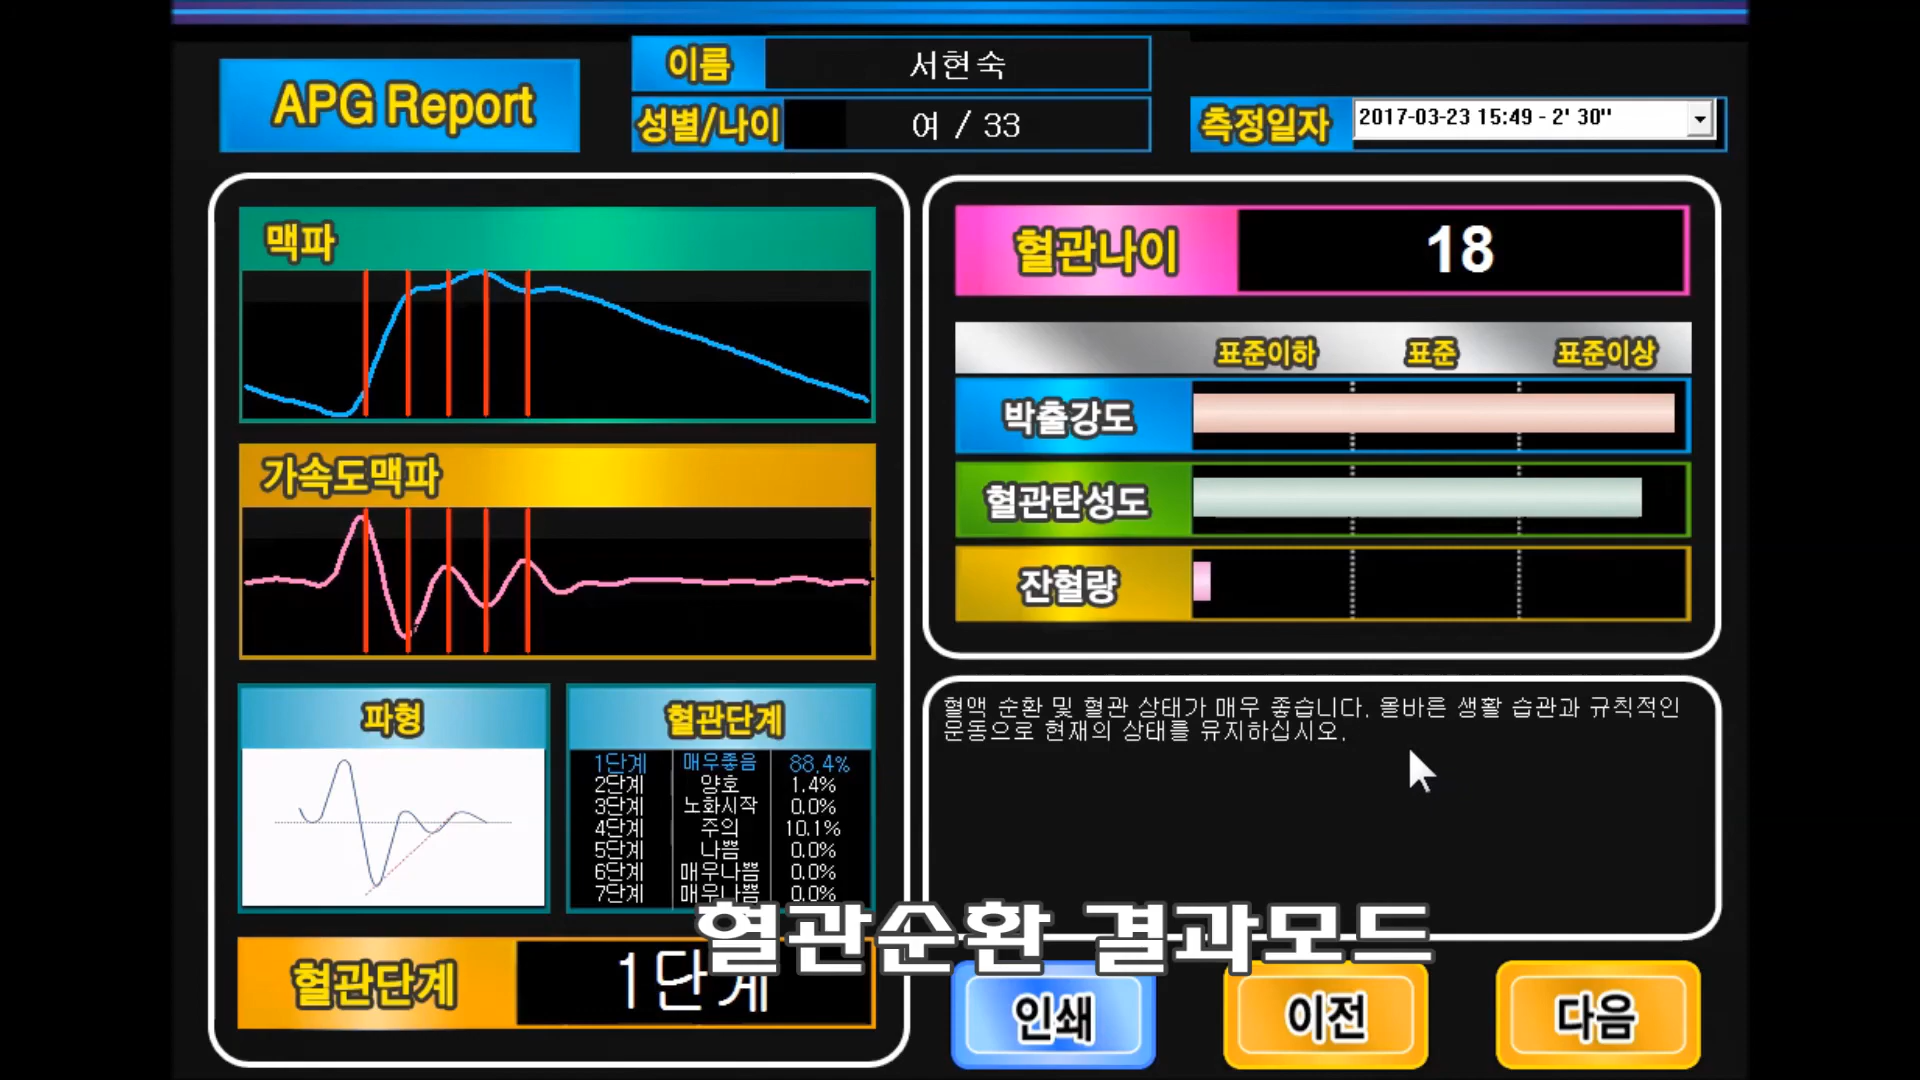 APG Report
이름
서현숙
성별/나이
여 / 33
측정일자
2017-03-23 15:49 - 2' 30''
맥파
가속도맥파
파형
혈관단계
1단계 매우좋음 88.4%
2단계 양호 1.4%
3단계 노화시작 0.0%
4단계 주의 10.1%
5단계 나쁨 0.0%
6단계 매우나쁨 0.0%
7단계 매우나쁨 0.0%
혈관단계
1단계
혈관나이
18
표준이하 표준 표준이상
박출강도
혈관탄성도
잔혈량
혈액 순환 및 혈관 상태가 매우 좋습니다. 올바른 생활 습관과 규칙적인
운동으로 현재의 상태를 유지하십시오.
혈관순환 결과모드
인쇄
이전
다음